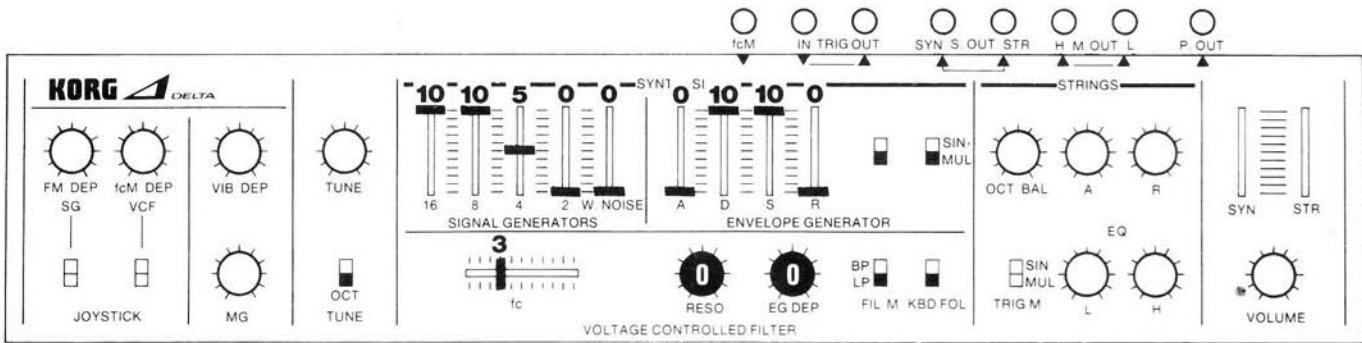 fcM IN TRIG OUT SYN S. OUT STR H M. OUT L P. OUT
KORG DELTA
SYNT SI
STRINGS
10 10 5 0 0 0 10 10 0
FM DEP fcM DEP VIB DEP TUNE
SIN.
MUL
OCT BAL A R
16 8 4 2 W. NOISE A D S R
SG VCF
SIGNAL GENERATORS ENVELOPE GENERATOR
SYN STR
EQ
3
fc
0 0
RESO EG DEP
BP
LP
FIL M KBD FOL
SIN
MUL
TRIG M L H
OCT
JOYSTICK MG TUNE
VOLUME
VOLTAGE CONTROLLED FILTER